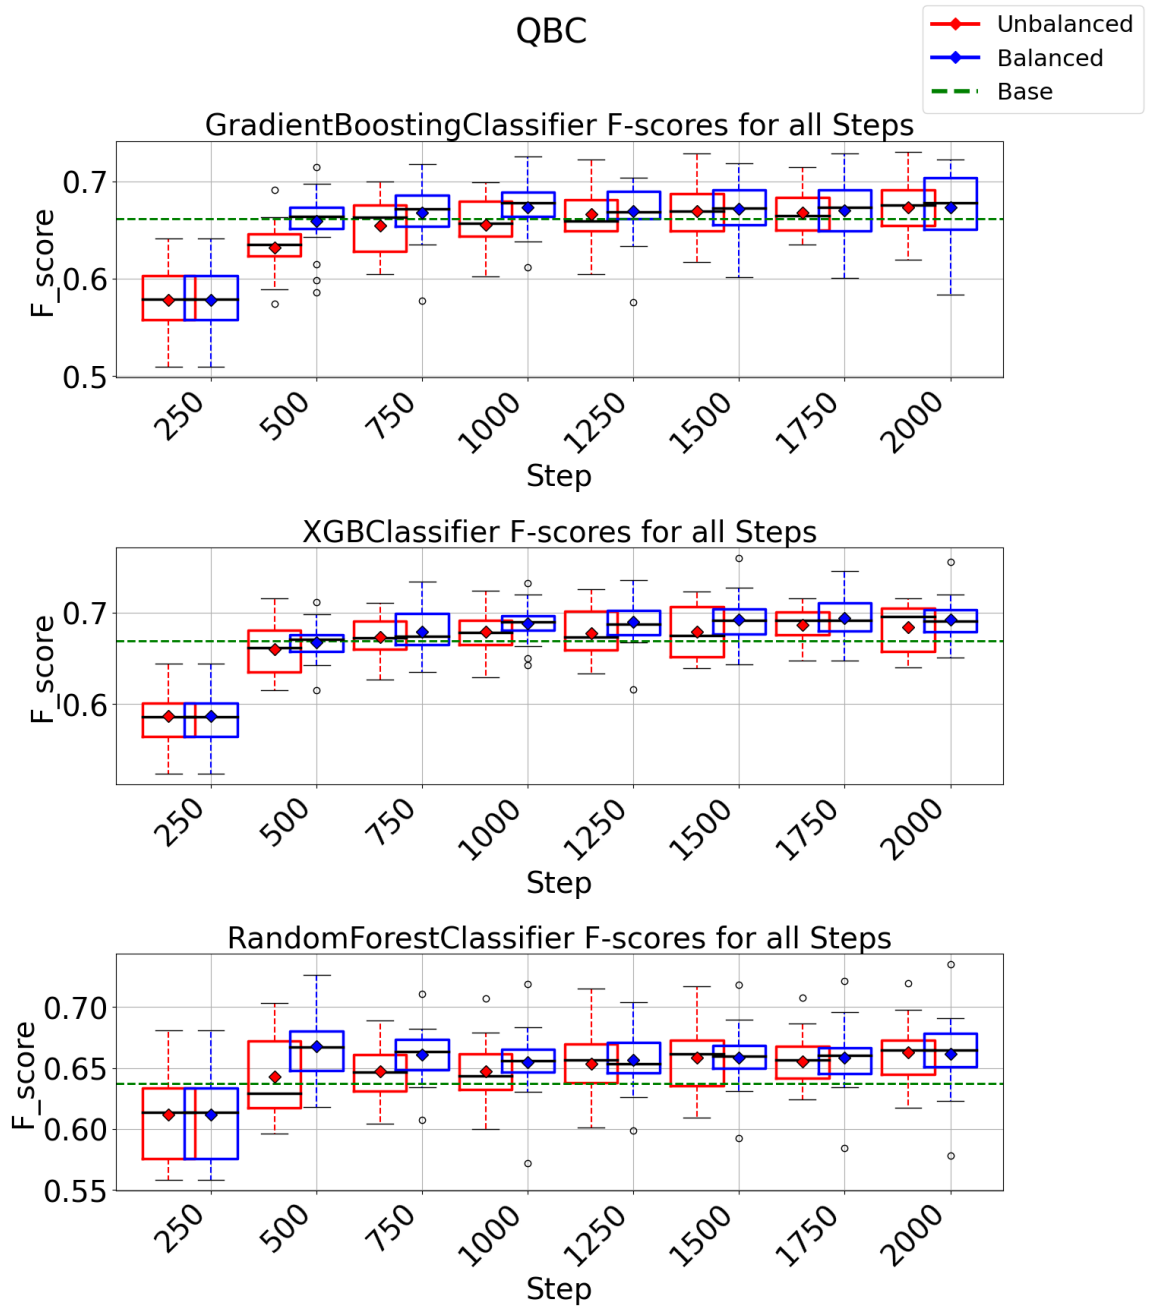 QBC
Unbalanced
Balanced
Base
GradientBoostingClassifier F-scores for all Steps
F_score
0.7
0.6
0.5
250 500 750 1000 1250 1500 1750 2000
Step
XGBClassifier F-scores for all Steps
F_score
0.7
0.6
250 500 750 1000 1250 1500 1750 2000
Step
RandomForestClassifier F-scores for all Steps
F_score
0.70
0.65
0.60
0.55
250 500 750 1000 1250 1500 1750 2000
Step